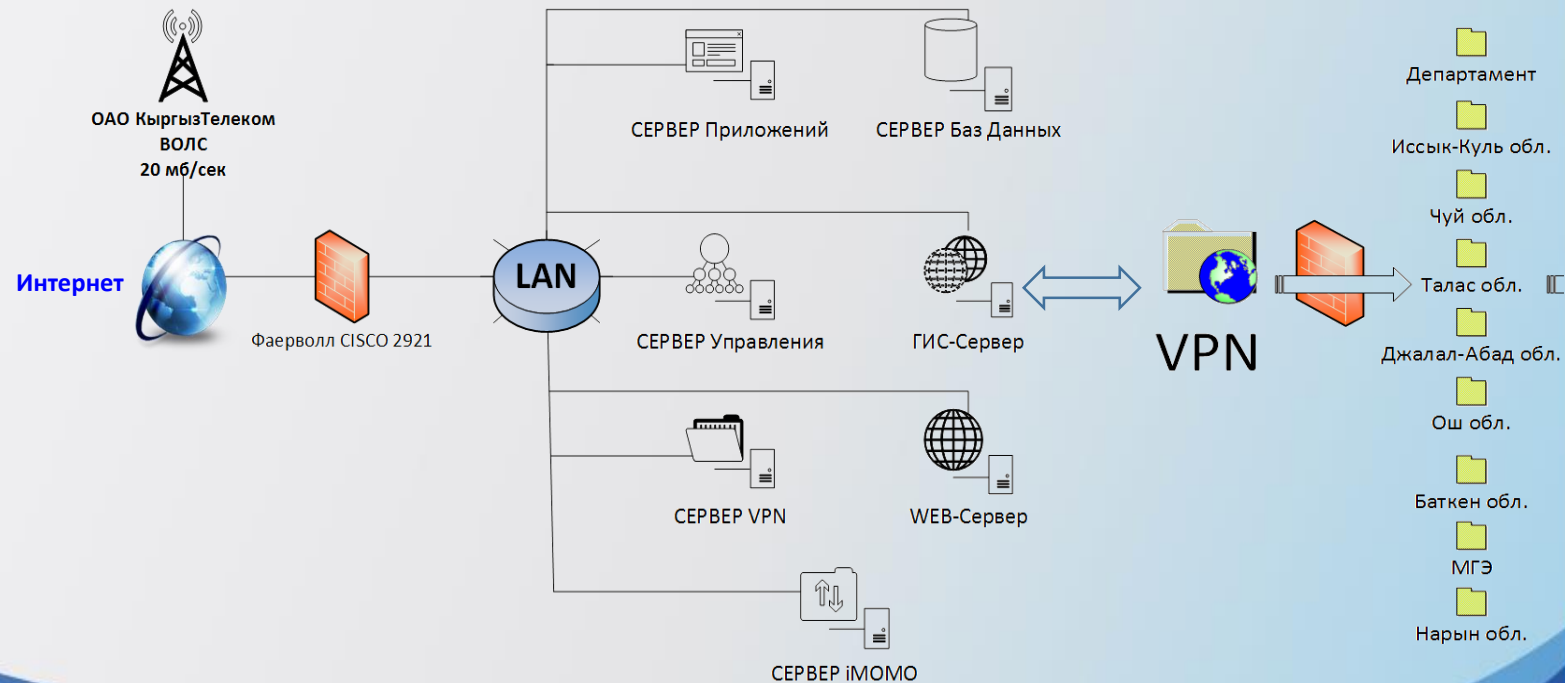 ОАО КыргызТелеком
ВОЛС
20 мб/сек
Интернет
Фаерволл CISCO 2921
LAN
СЕРВЕР Приложений
СЕРВЕР Баз Данных
СЕРВЕР Управления
ГИС-Сервер
СЕРВЕР VPN
WEB-Сервер
СЕРВЕР iMOMO
VPN
Департамент
Иссык-Куль обл.
Чуй обл.
Талас обл.
Джалал-Абад обл.
Ош обл.
Баткен обл.
МГЭ
Нарын обл.